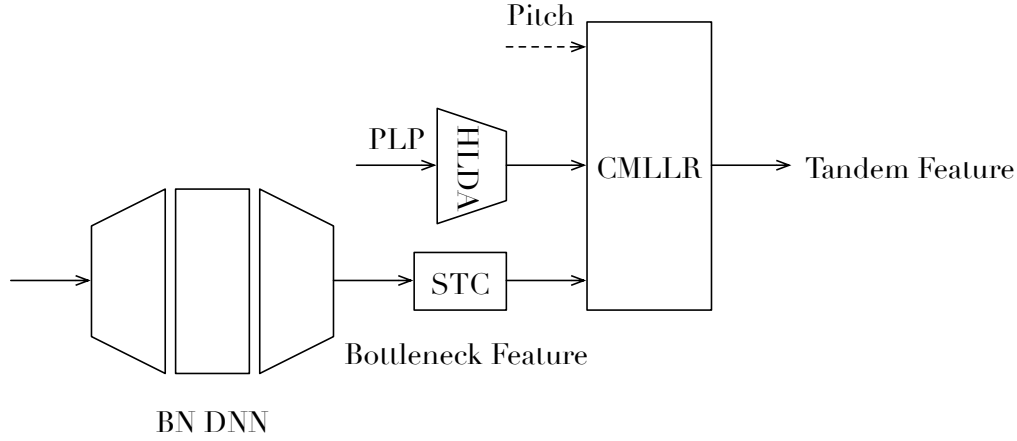 Pitch
PLP
HLDA
CMLLR
Tandem Feature
STC
Bottleneck Feature
BN DNN